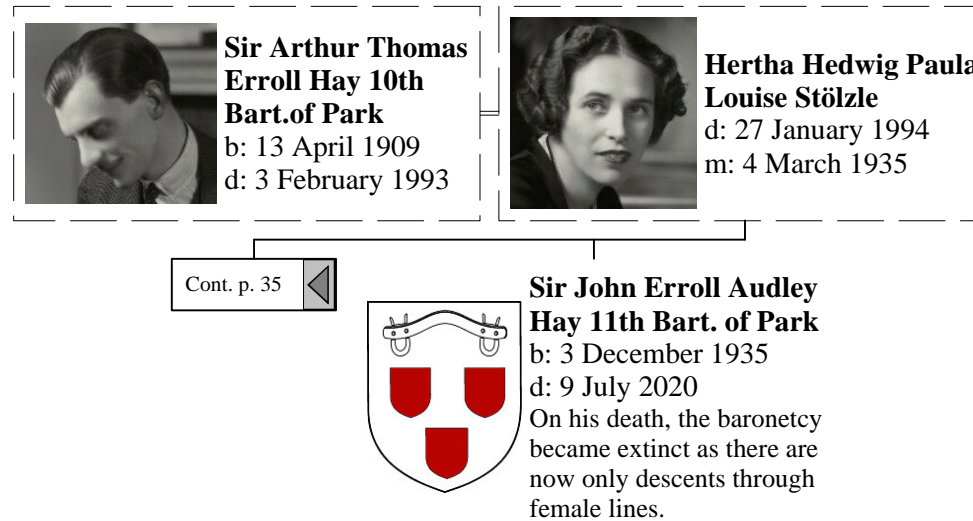 Sir Arthur Thomas
Erroll Hay 10th
Bart.of Park
b: 13 April 1909
d: 3 February 1993
Hertha Hedwig Paula
Louise Stölzle
d: 27 January 1994
m: 4 March 1935
Cont. p. 35
Sir John Erroll Audley
Hay 11th Bart. of Park
b: 3 December 1935
d: 9 July 2020
On his death, the baronetcy
became extinct as there are
now only descents through
female lines.